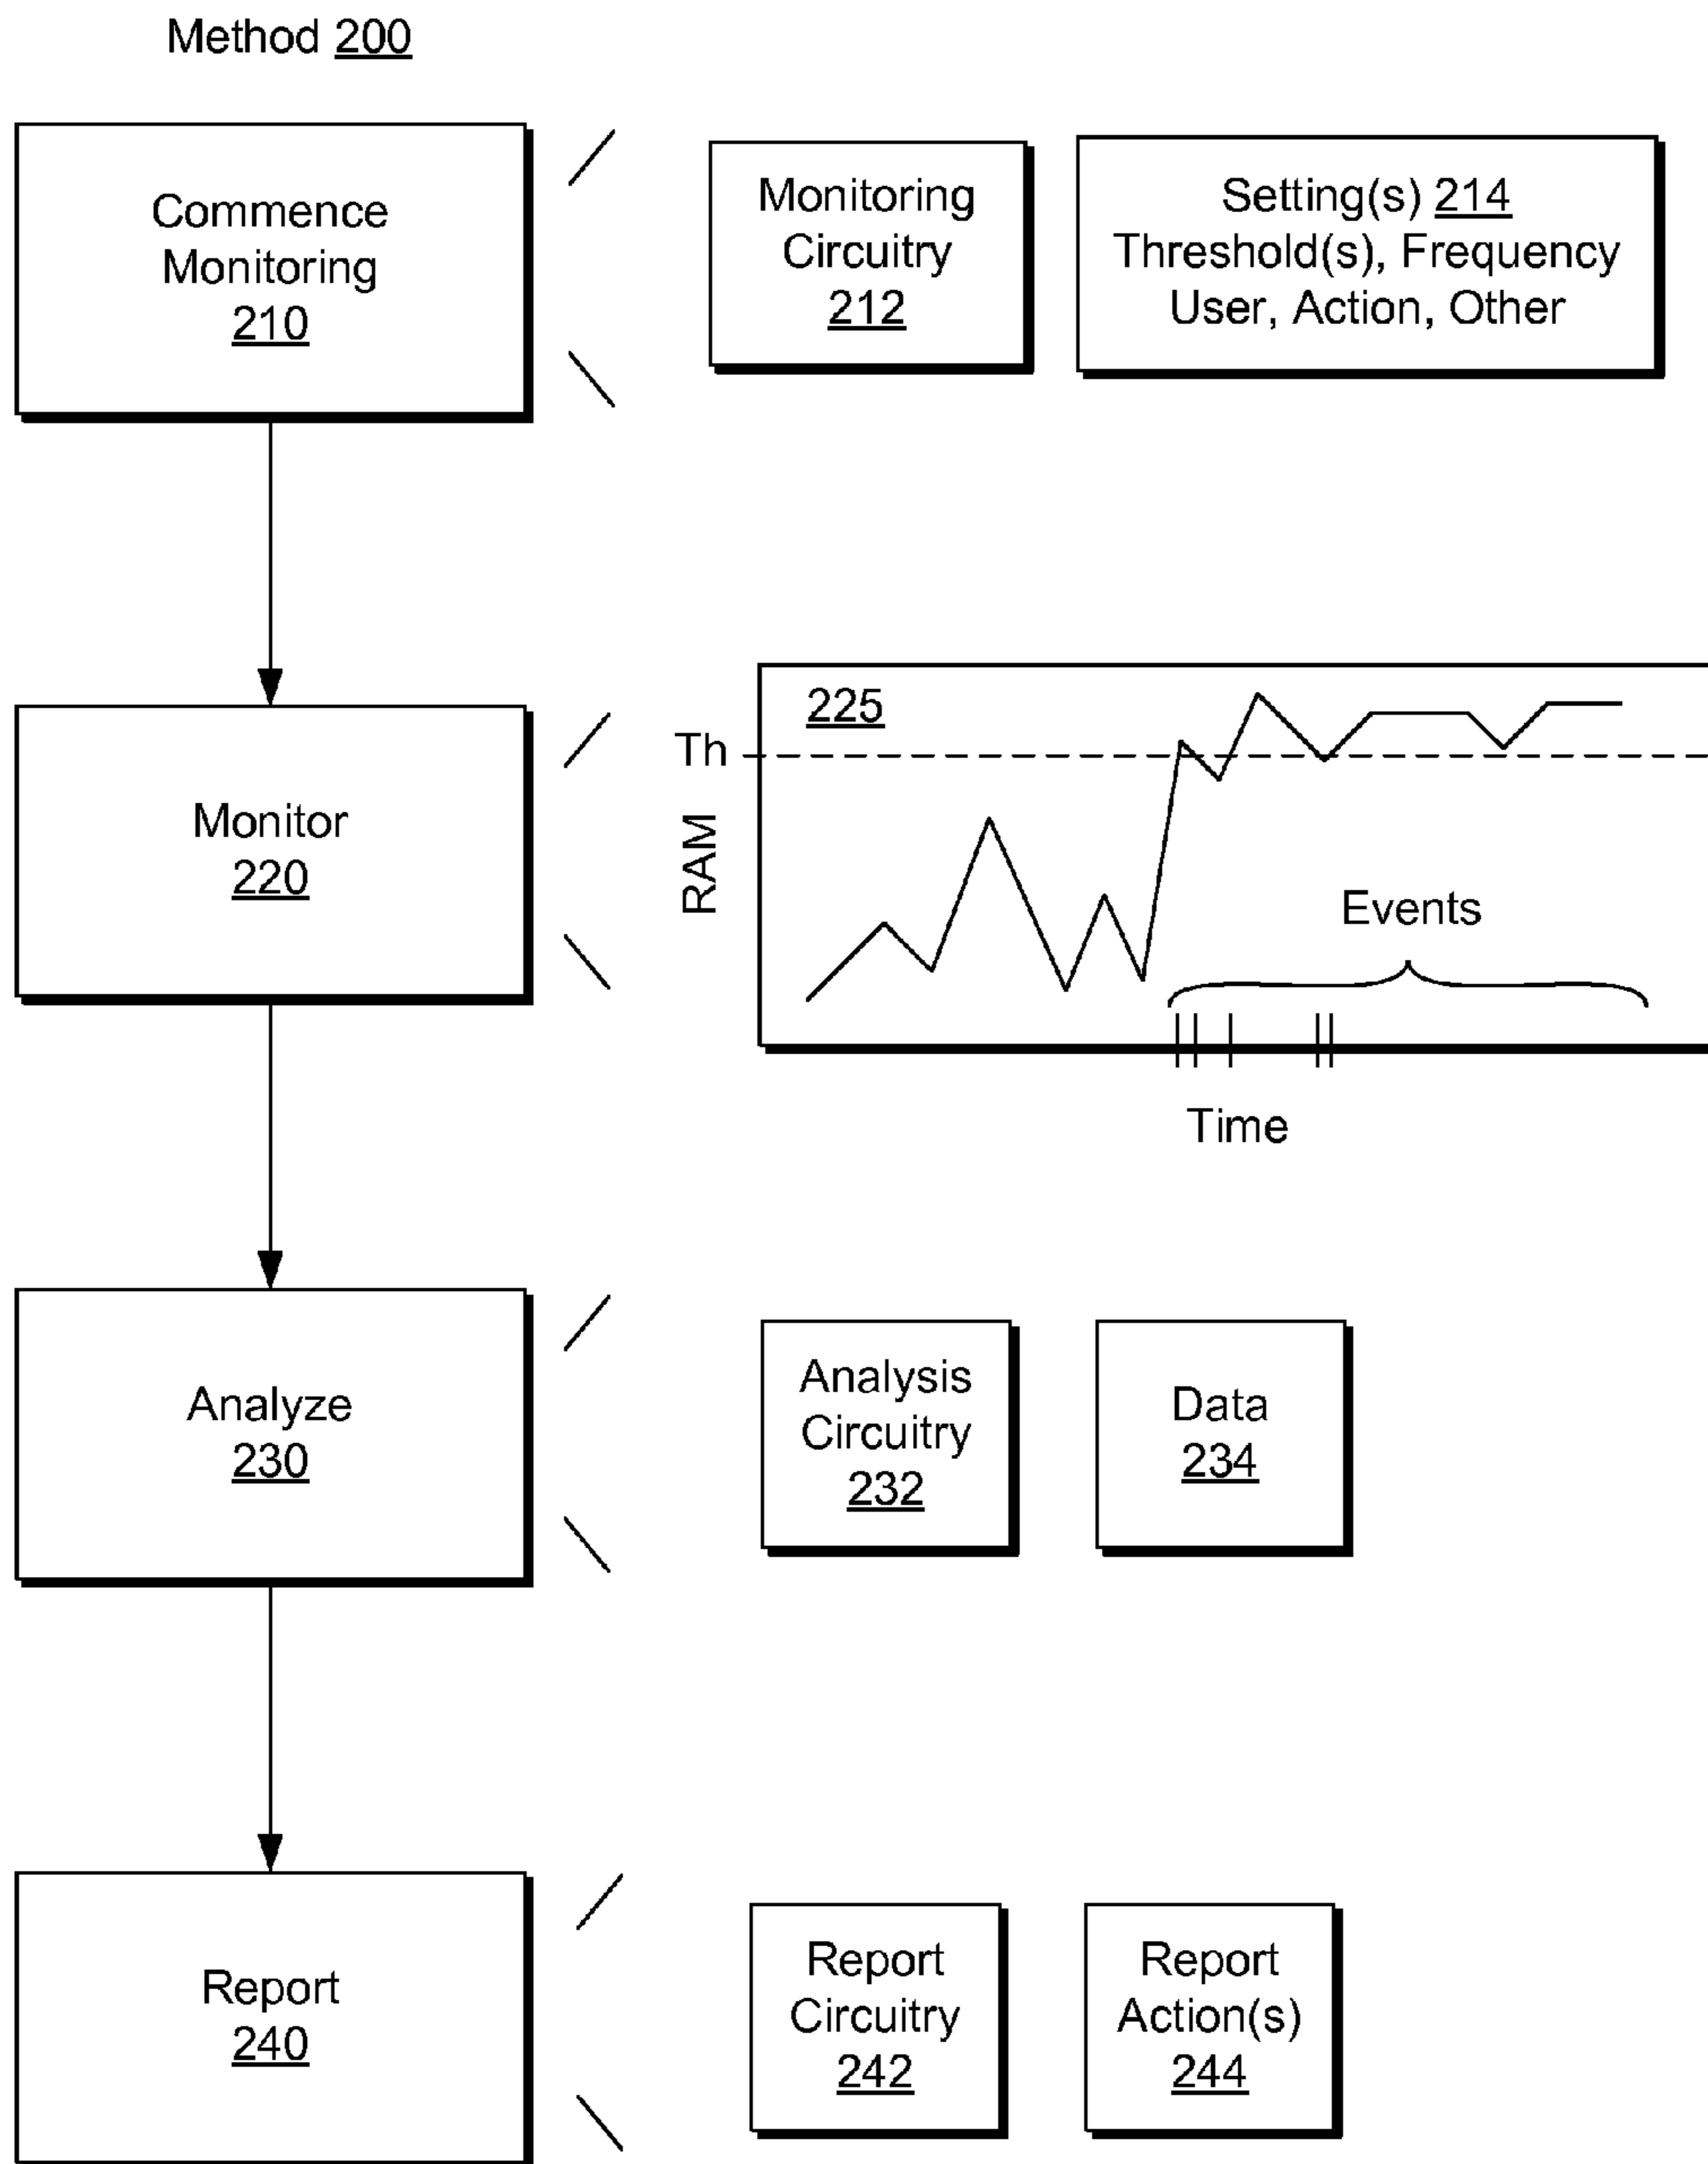 Method 200
Commence
Monitoring
210
Monitoring
Circuitry
212
Setting(s) 214
Threshold(s), Frequency
User, Action, Other
Monitor
220
225
Th
RAM
Events
Time
Analyze
230
Analysis
Circuitry
232
Data
234
Report
240
Report
Circuitry
242
Report
Action(s)
244